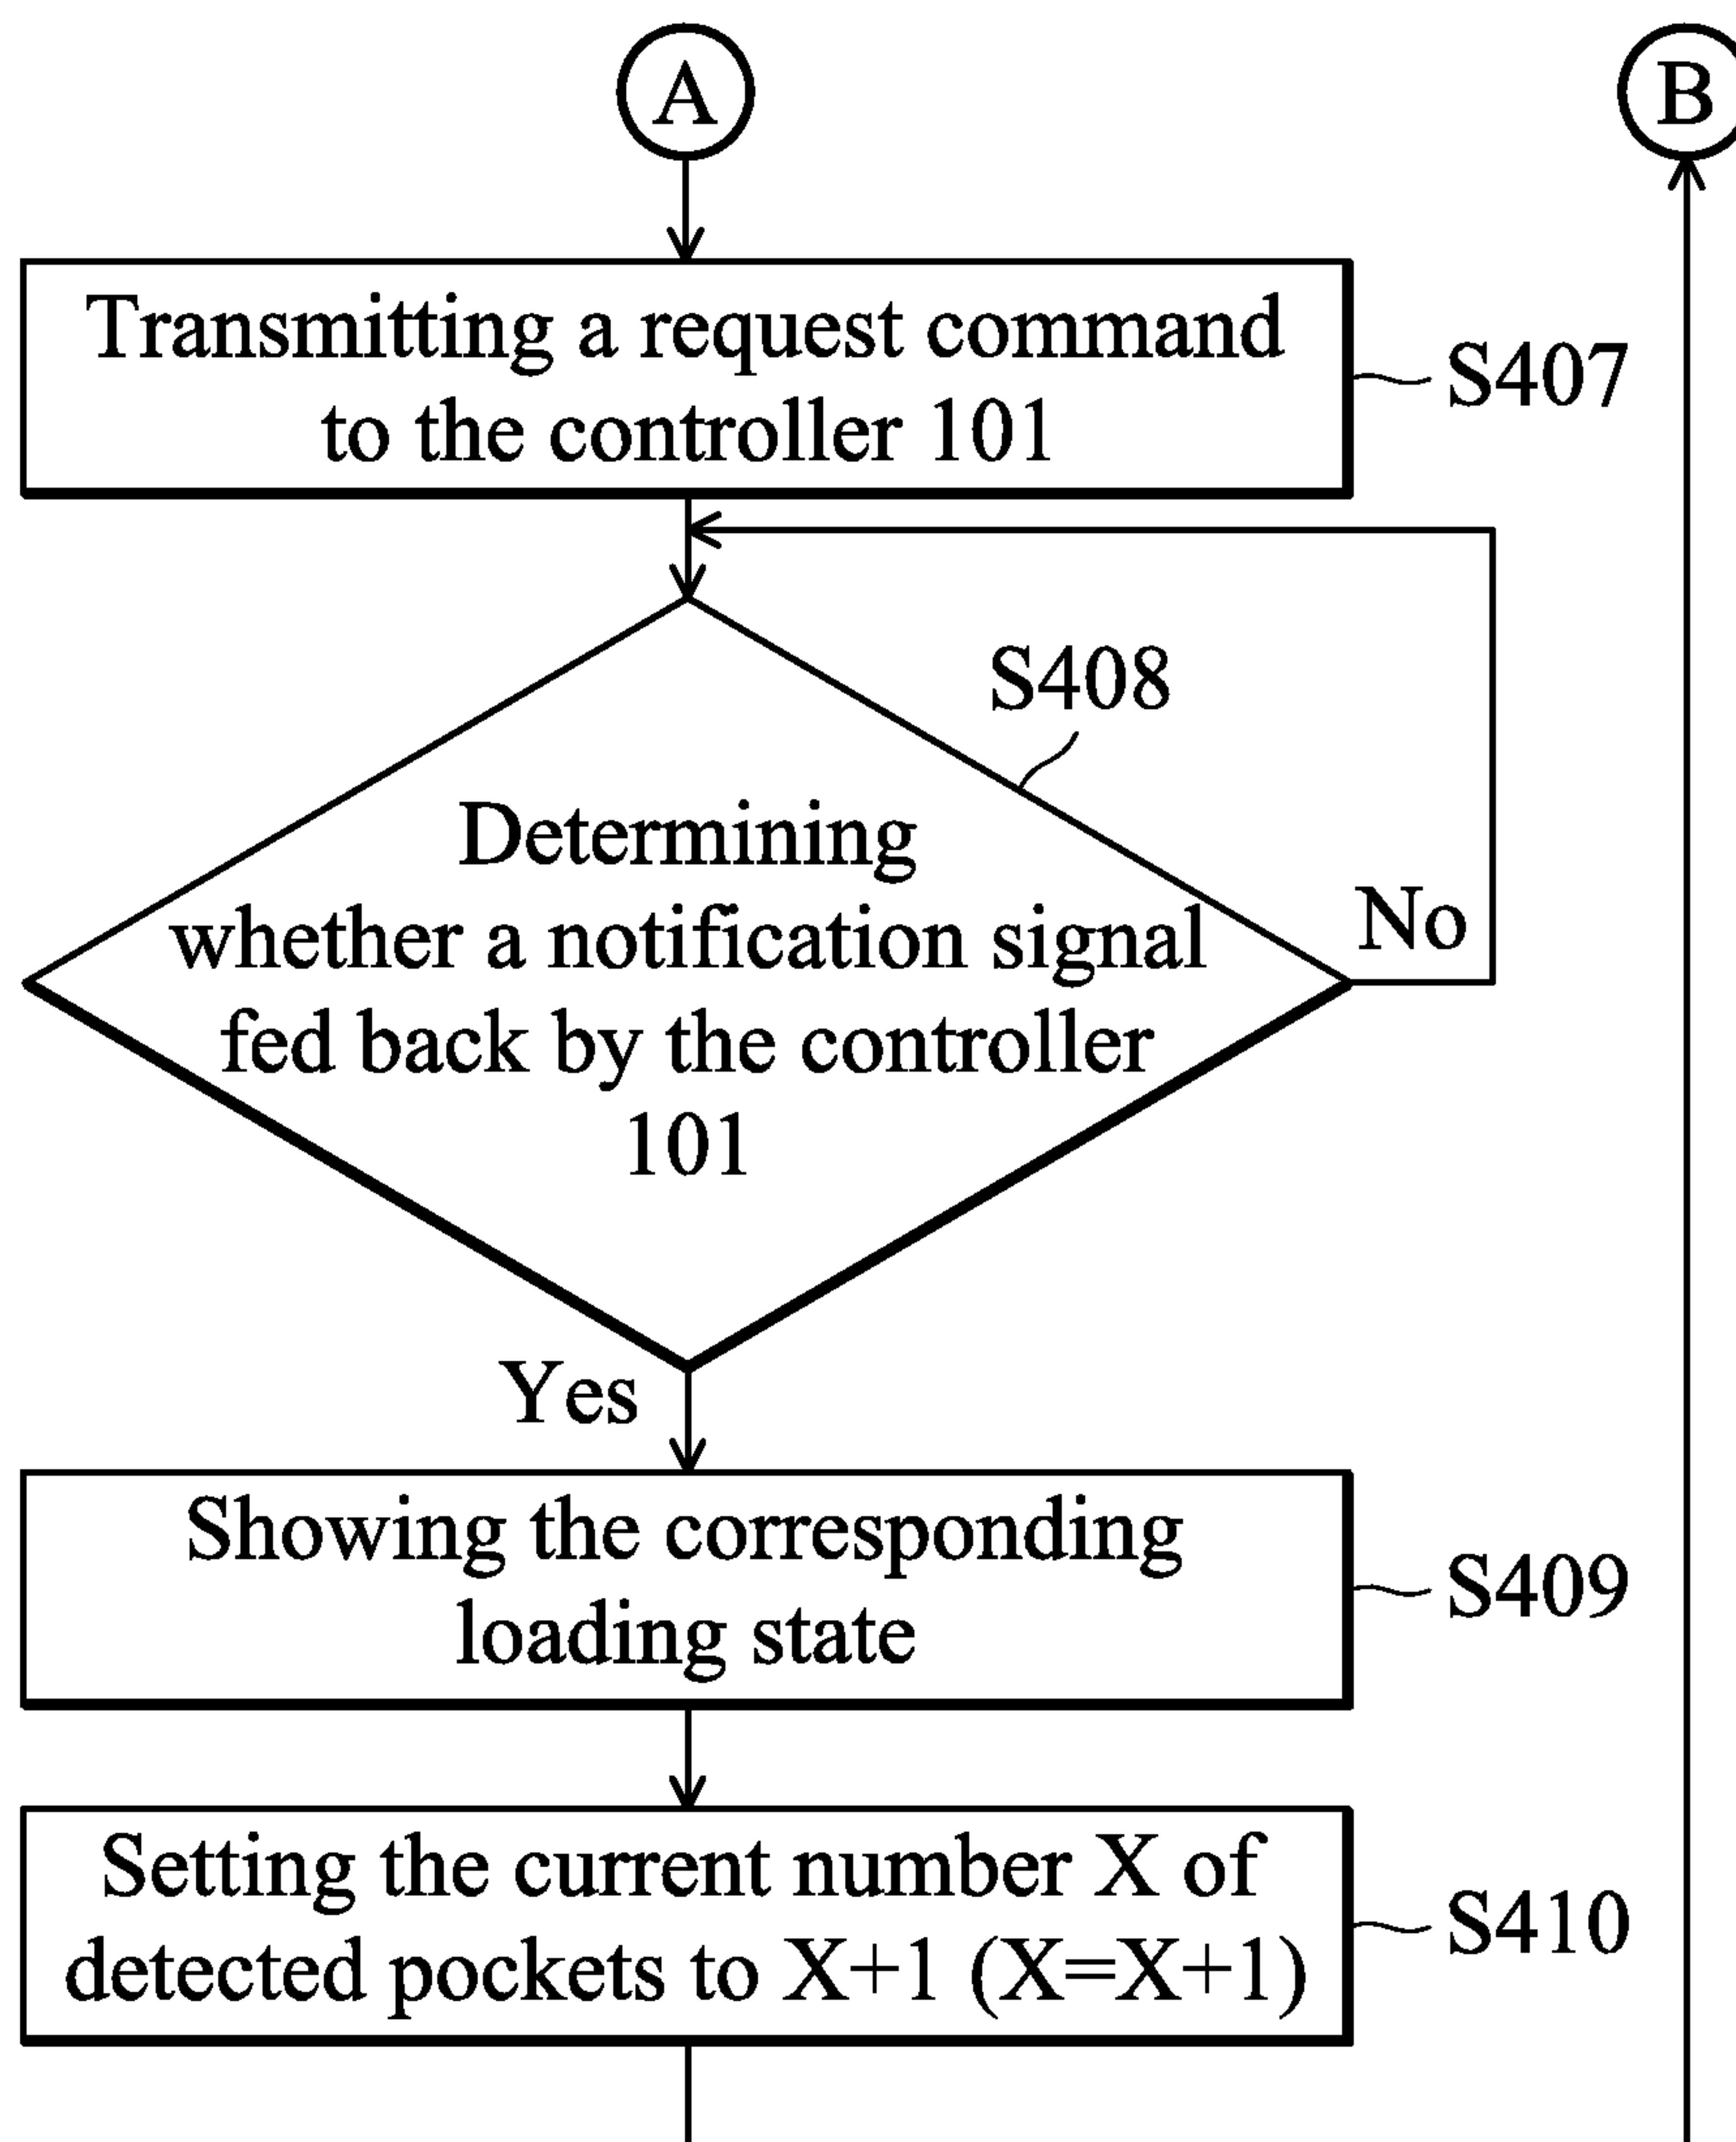 A
B
Transmitting a request command
to the controller 101
S407
S408
Determining
whether a notification signal
fed back by the controller
101
No
Yes
Showing the corresponding
loading state
S409
Setting the current number X of
detected pockets to X+1 (X=X+1)
S410